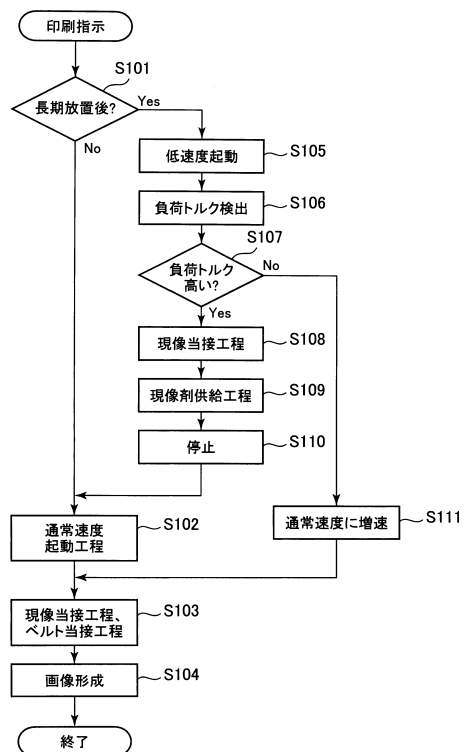 印刷指示
S101
長期放置後?
Yes
No
低速度起動
S105
負荷トルク検出
S106
S107
負荷トルク
高い?
No
Yes
現像当接工程
S108
現像剤供給工程
S109
停止
S110
通常速度
起動工程
S102
通常速度に増速
S111
現像当接工程、
ベルト当接工程
S103
画像形成
S104
終了